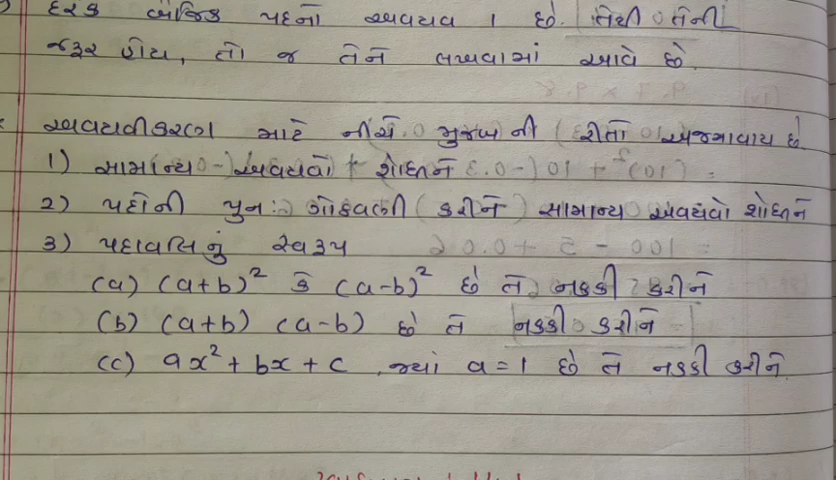 દરેક બૈજિક પદનો અવયવ 1 છે. તેથી તેની
જરૂર હોય, તો જ તેને લખવામાં આવે છે.
અવયવીકરણ માટે નીચે મુજબની રીતો અજમાવાય છે.
1) સામાન્ય અવયવો શોધીને
2) પદોની પુનઃ ગોઠવણી કરીને સામાન્ય અવયવો શોધીને
3) પદાવલિનું સ્વરૂપ
(a) (a+b)² કે (a-b)² છે તે નક્કી કરીને
(b) (a+b) (a-b) છે તે નક્કી કરીને
(c) ax² + bx + c , જ્યાં a=1 છે તે નક્કી કરીને.